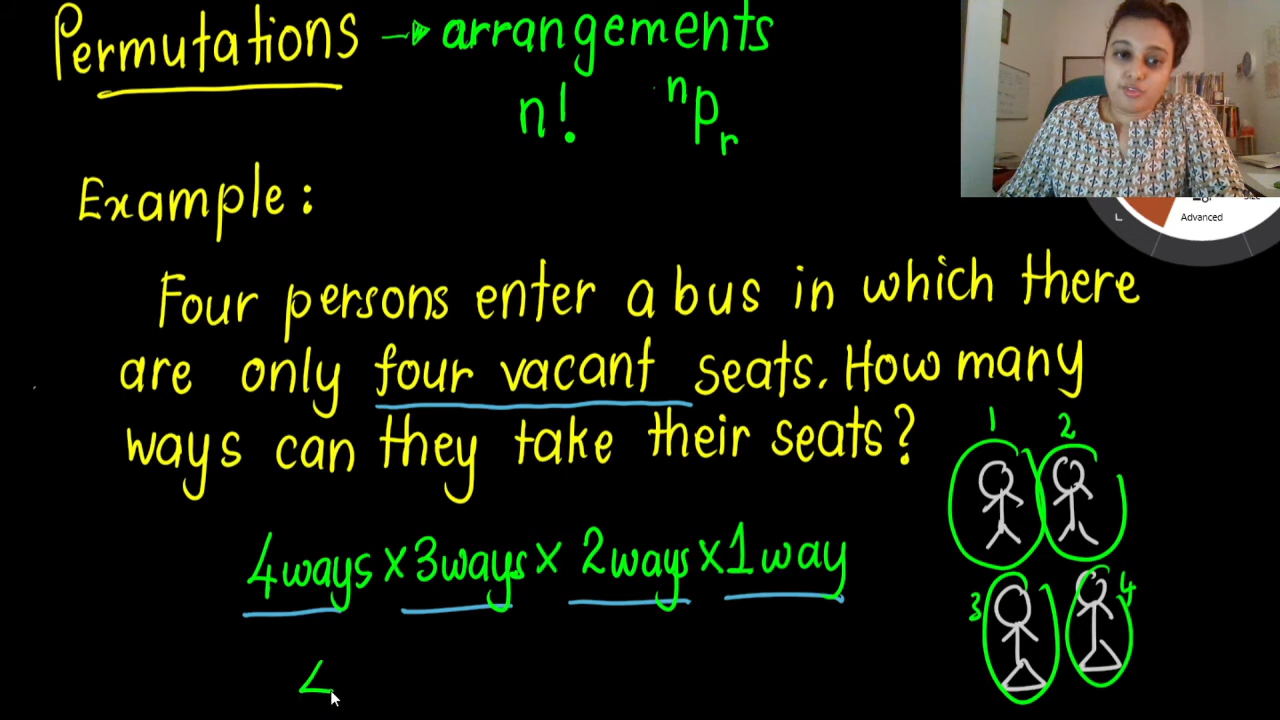 Permutations → arrangements
n! ⁿPᵣ
Example:
Advanced
Four persons enter a bus in which there
are only four vacant seats. How many
ways can they take their seats?
1 2
4ways × 3ways × 2ways × 1way
3 4